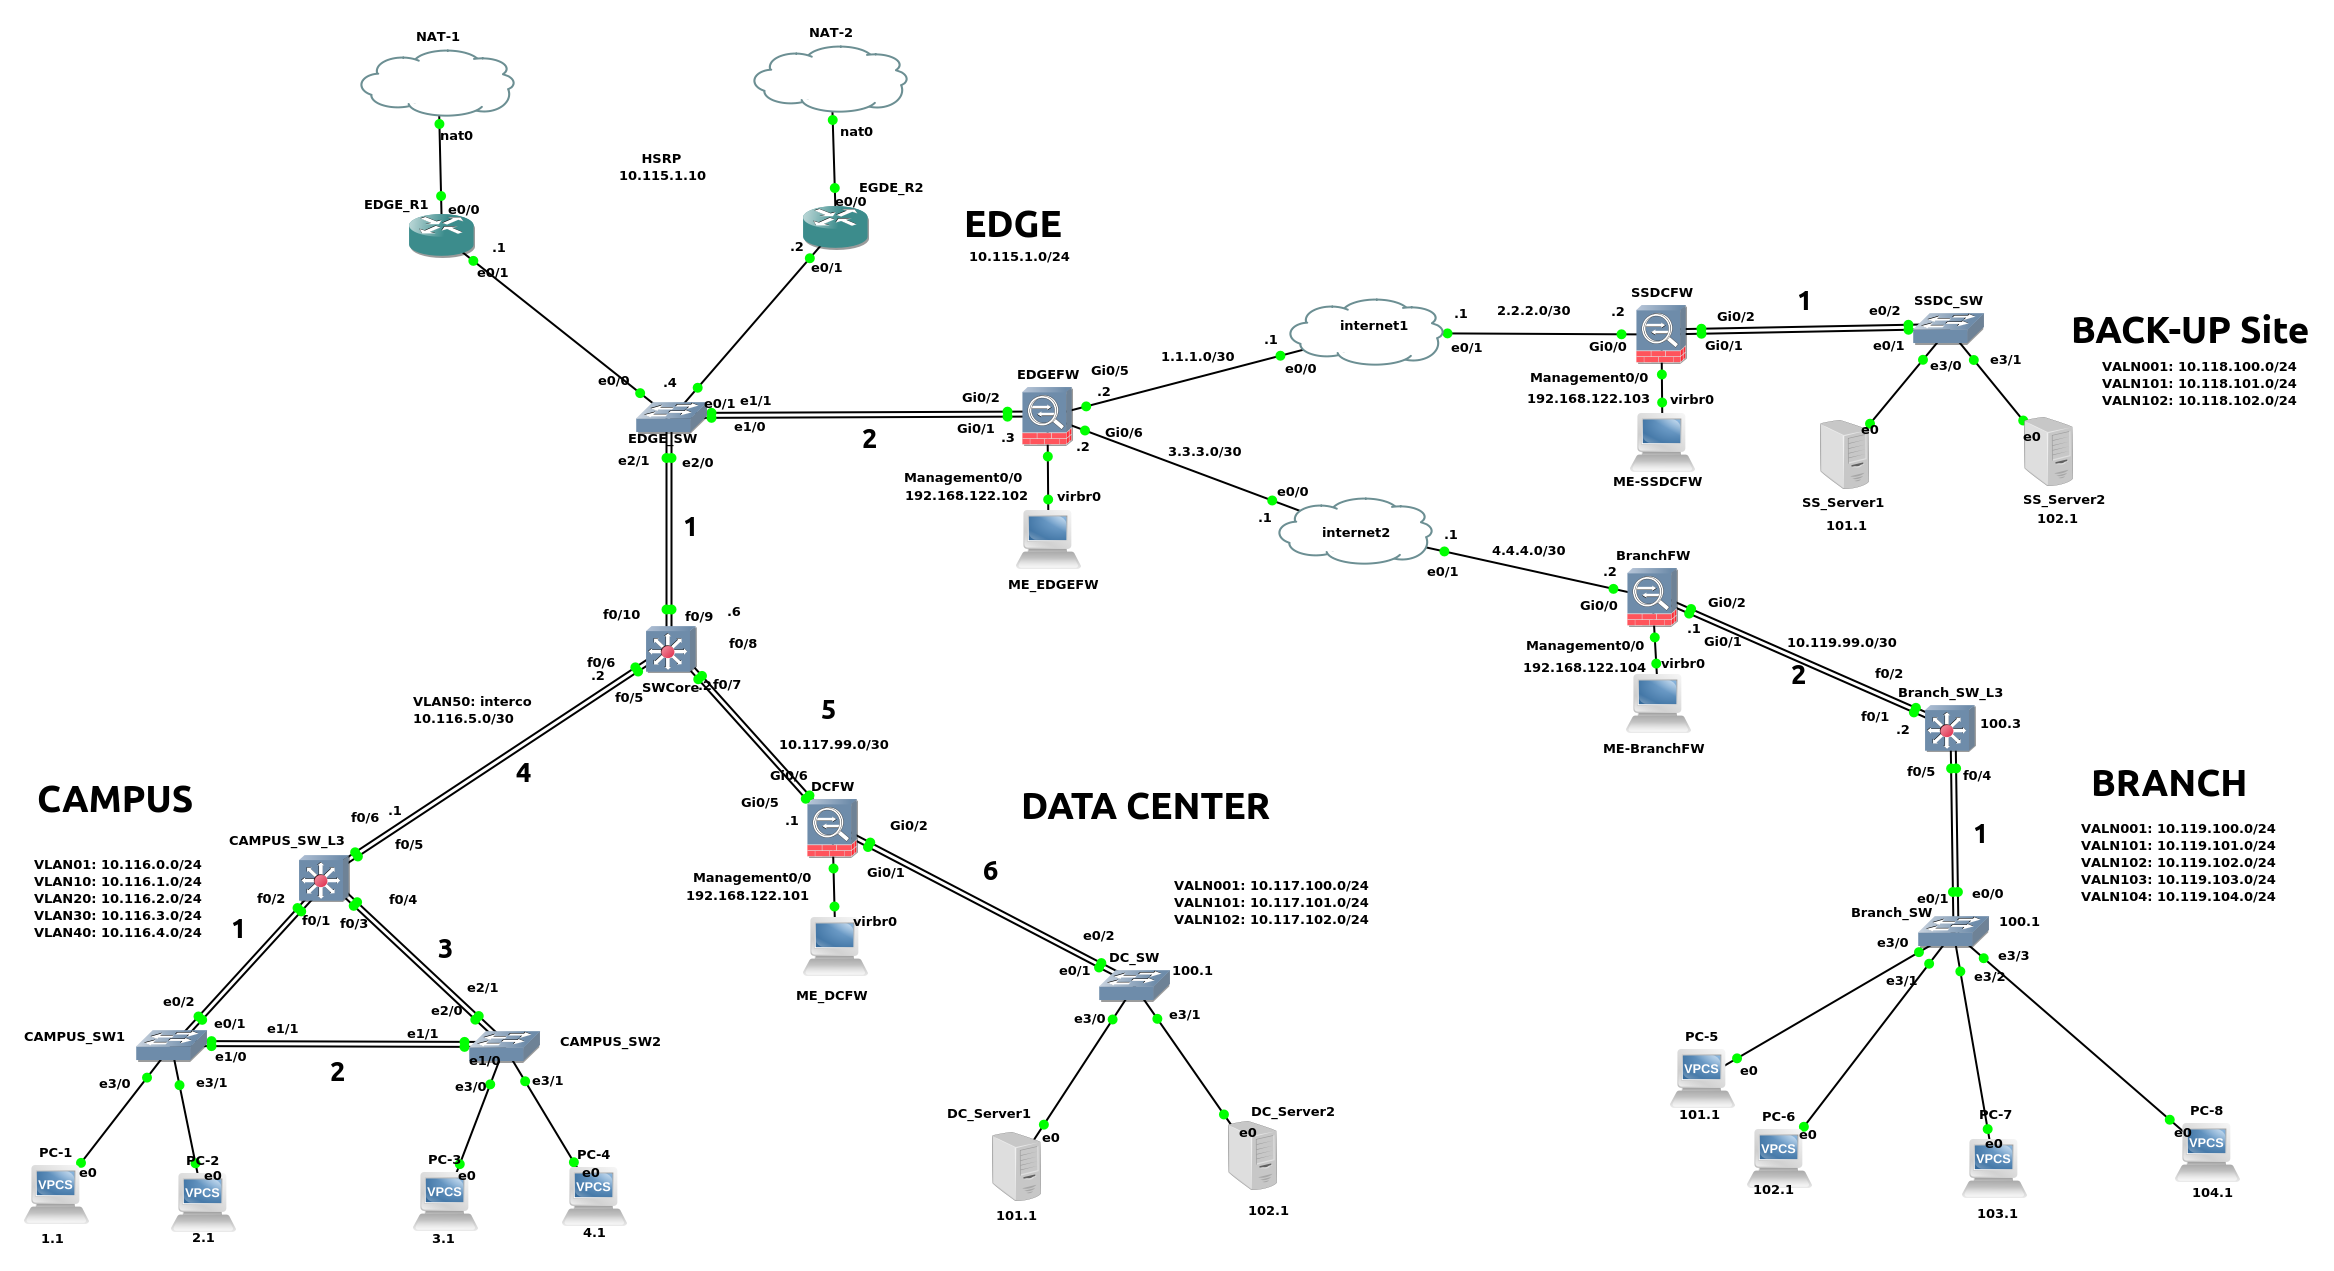 NAT-1
nat0
EDGE_R1
e0/0
.1
e0/1
HSRP
10.115.1.10
NAT-2
nat0
EGDE_R2
e0/0
.2
e0/1
EDGE
10.115.1.0/24
e0/0
.4
e0/1
e1/1
e1/0
EDGE_SW
e2/1
e2/0
2
Gi0/2
Gi0/1
.3
EDGEFW
Gi0/5
.2
Gi0/6
.2
Management0/0
192.168.122.102
virbr0
ME_EDGEFW
1.1.1.0/30
.1
e0/0
internet1
.1
e0/1
2.2.2.0/30
.2
Gi0/0
SSDCFW
Gi0/2
Gi0/1
1
e0/2
e0/1
SSDC_SW
e3/0
e3/1
Management0/0
192.168.122.103
virbr0
ME-SSDCFW
e0
SS_Server1
101.1
e0
SS_Server2
102.1
BACK-UP Site
VALN001: 10.118.100.0/24
VALN101: 10.118.101.0/24
VALN102: 10.118.102.0/24
3.3.3.0/30
e0/0
.1
internet2
.1
e0/1
4.4.4.0/30
BranchFW
.2
Gi0/0
Gi0/2
.1
Gi0/1
Management0/0
192.168.122.104
virbr0
ME-BranchFW
10.119.99.0/30
2
f0/2
Branch_SW_L3
f0/1
.2
100.3
f0/5
f0/4
1
BRANCH
VALN001: 10.119.100.0/24
VALN101: 10.119.101.0/24
VALN102: 10.119.102.0/24
VALN103: 10.119.103.0/24
VALN104: 10.119.104.0/24
e0/1
e0/0
Branch_SW
100.1
e3/0
e3/1
e3/2
e3/3
PC-5
VPCS
e0
101.1
PC-6
VPCS
e0
102.1
PC-7
VPCS
e0
103.1
PC-8
VPCS
e0
104.1
1
f0/10
f0/9
.6
f0/8
f0/6
.2
f0/5
SWCore
.2
f0/7
VLAN50: interco
10.116.5.0/30
4
5
10.117.99.0/30
Gi0/6
DCFW
Gi0/5
.1
Gi0/2
Gi0/1
Management0/0
192.168.122.101
virbr0
ME_DCFW
6
DATA CENTER
VALN001: 10.117.100.0/24
VALN101: 10.117.101.0/24
VALN102: 10.117.102.0/24
e0/2
e0/1
DC_SW
100.1
e3/0
e3/1
DC_Server1
e0
101.1
DC_Server2
e0
102.1
CAMPUS
VLAN01: 10.116.0.0/24
VLAN10: 10.116.1.0/24
VLAN20: 10.116.2.0/24
VLAN30: 10.116.3.0/24
VLAN40: 10.116.4.0/24
f0/6
.1
f0/5
CAMPUS_SW_L3
f0/2
f0/1
f0/3
f0/4
1
3
e0/2
e0/1
CAMPUS_SW1
e1/1
e1/0
2
e2/1
e2/0
e1/1
e1/0
CAMPUS_SW2
e3/0
e3/1
e3/0
e3/1
PC-1
VPCS
e0
1.1
PC-2
VPCS
e0
2.1
PC-3
VPCS
e0
3.1
PC-4
VPCS
e0
4.1